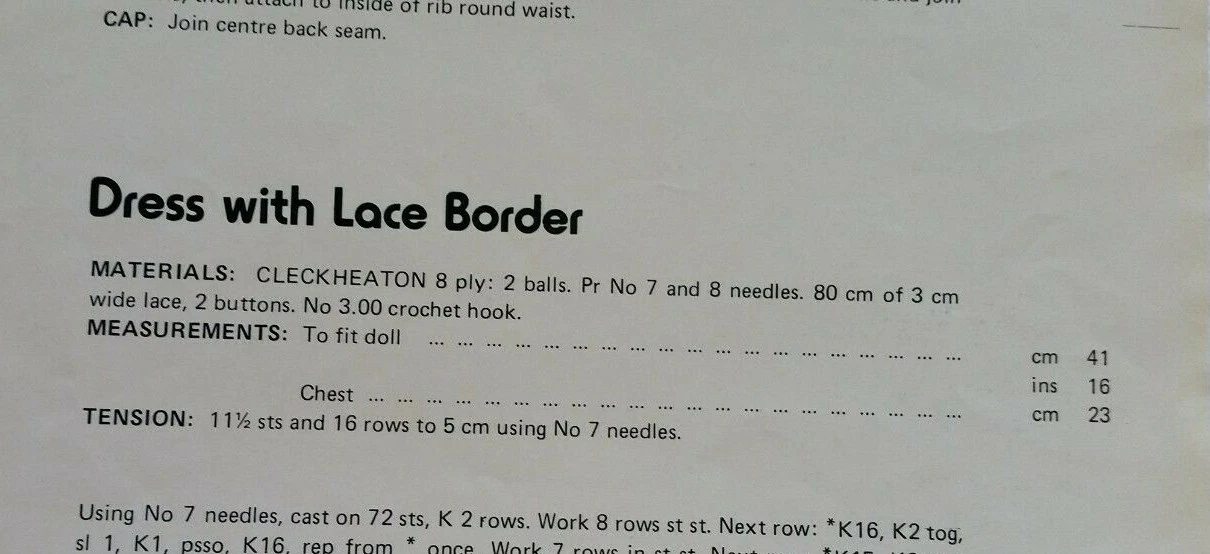 then attach to inside of rib round waist.
CAP: Join centre back seam.
Dress with Lace Border
MATERIALS: CLECKHEATON 8 ply: 2 balls. Pr No 7 and 8 needles. 80 cm of 3 cm
wide lace, 2 buttons. No 3.00 crochet hook.
MEASUREMENTS: To fit doll ... ... ... ... ... ... ... ... ... ... ... ... ... ... ... ... ... ... ... cm 41
ins 16
Chest ... ... ... ... ... ... ... ... ... ... ... ... ... ... ... ... ... ... ... ... ... cm 23
TENSION: 11½ sts and 16 rows to 5 cm using No 7 needles.
Using No 7 needles, cast on 72 sts, K 2 rows. Work 8 rows st st. Next row: *K16, K2 tog,
sl 1, K1, psso, K16, rep from * once. Work 7 rows in st st.